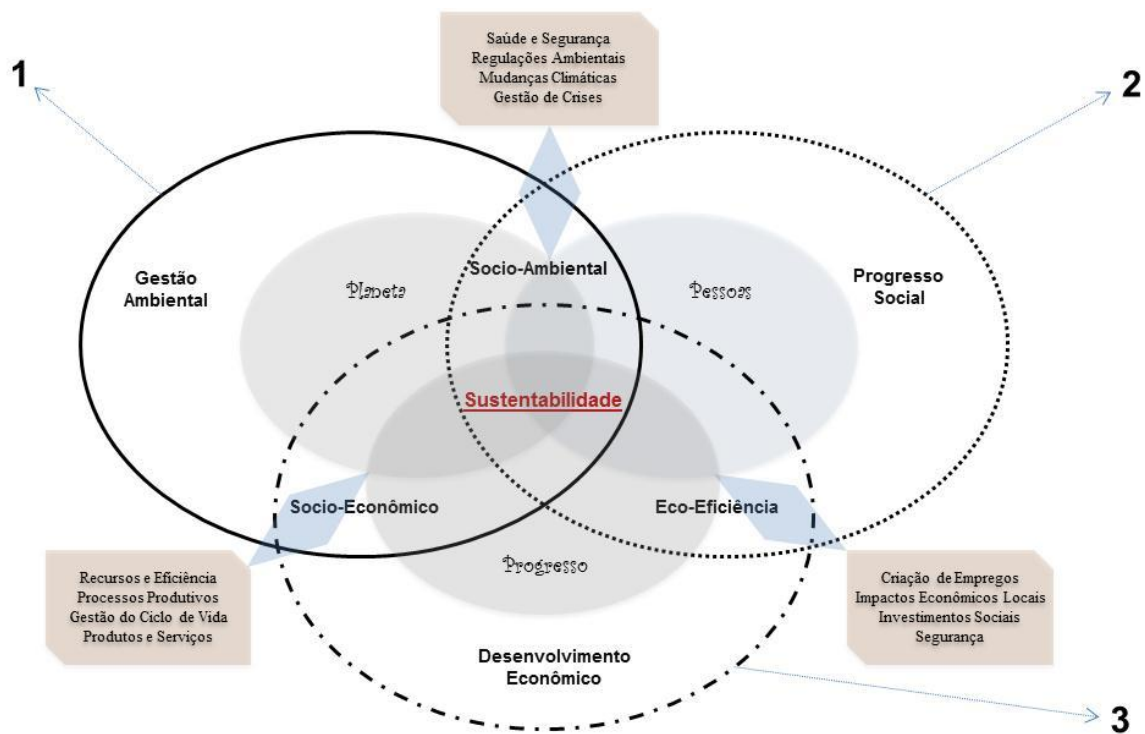 Saúde e Segurança
Regulações Ambientais
Mudanças Climáticas
Gestão de Crises
1
2
Gestão
Ambiental
Planeta
Socio-Ambiental
Pessoas
Progresso
Social
Sustentabilidade
Socio-Econômico
Eco-Eficiência
Progresso
Recursos e Eficiência
Processos Produtivos
Gestão do Ciclo de Vida
Produtos e Serviços
Criação de Empregos
Impactos Econômicos Locais
Investimentos Sociais
Segurança
Desenvolvimento
Econômico
3